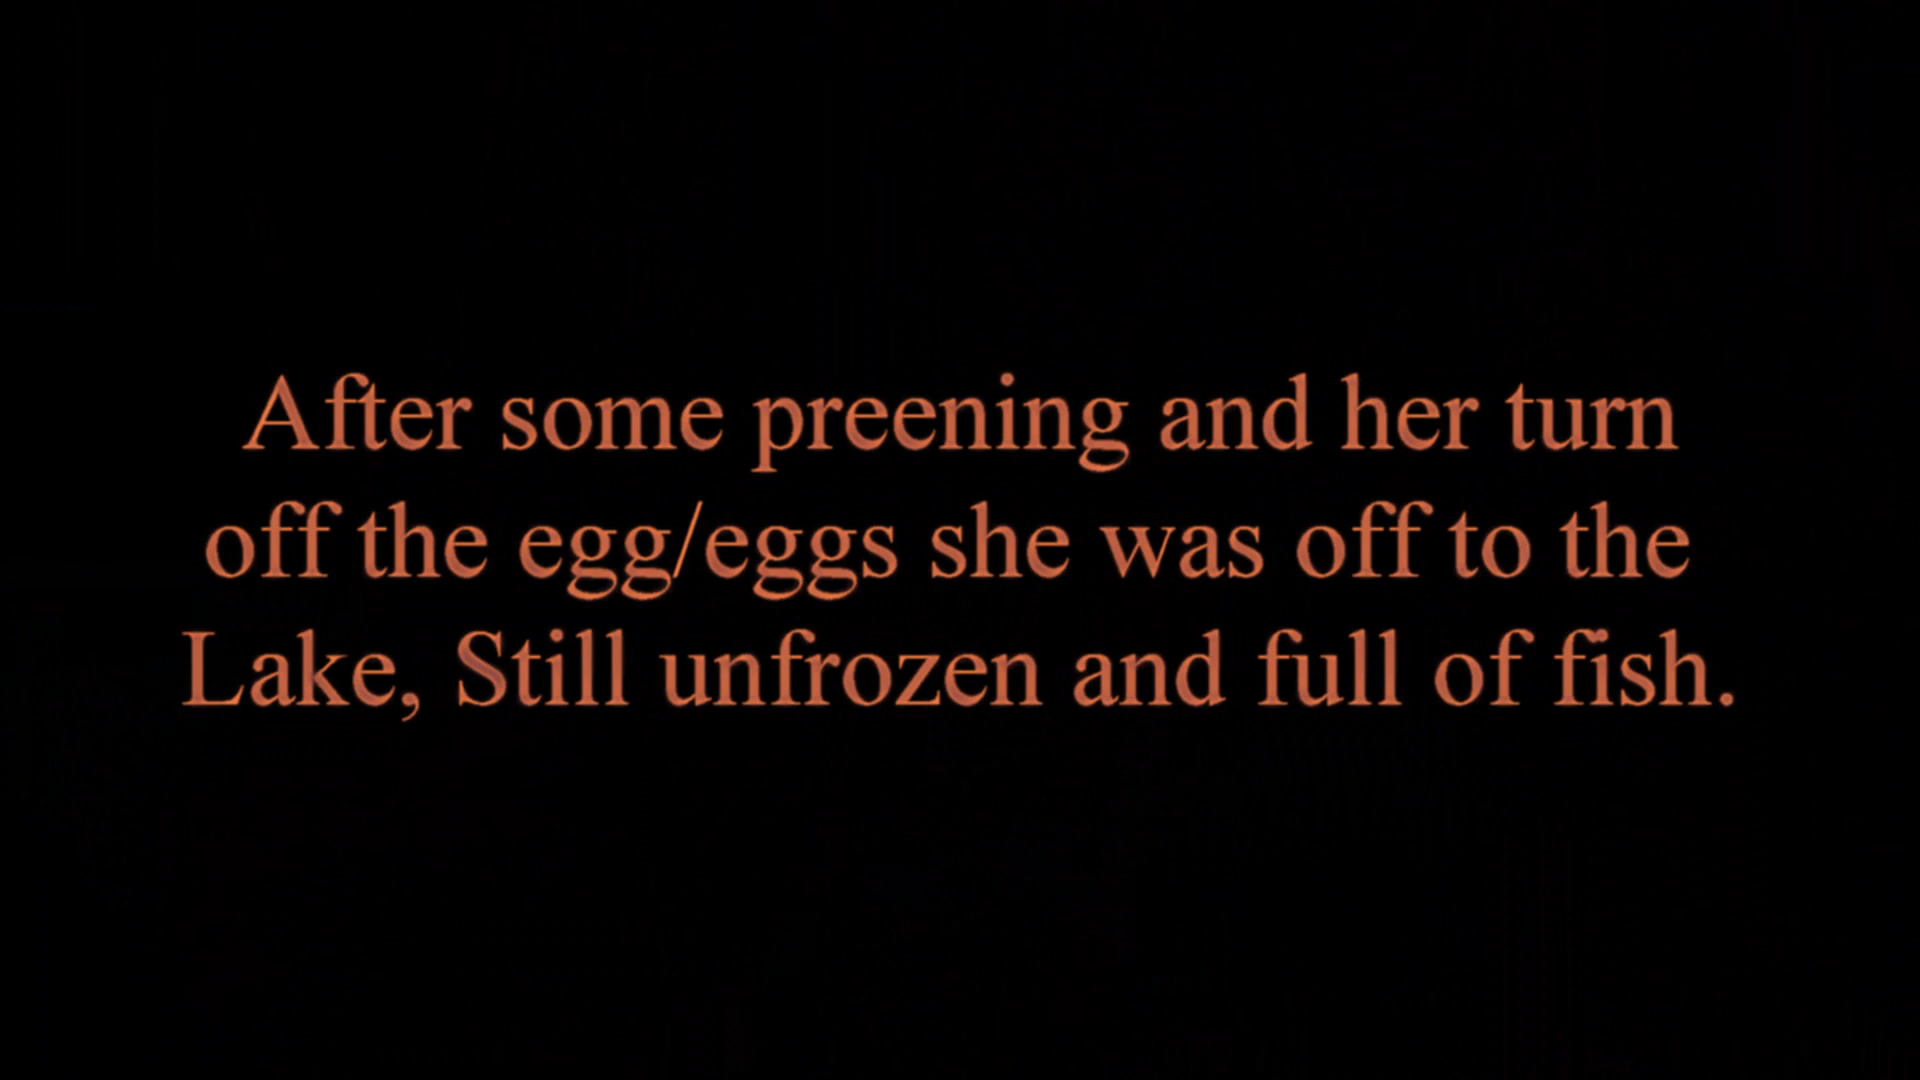 After some preening and her turn
off the egg/eggs she was off to the
Lake, Still unfrozen and full of fish.